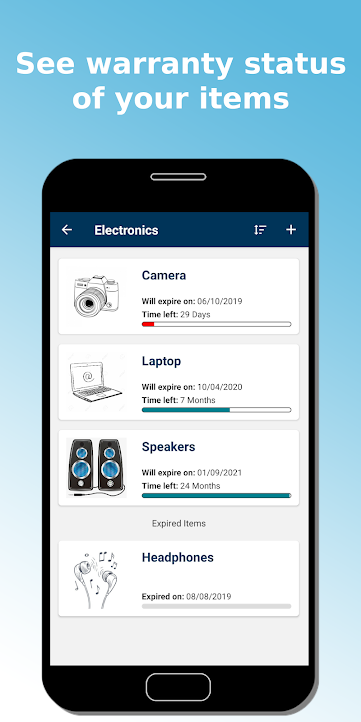 See warranty status
of your items
Electronics
Camera
Will expire on: 06/10/2019
Time left: 29 Days
Laptop
Will expire on: 10/04/2020
Time left: 7 Months
Speakers
Will expire on: 01/09/2021
Time left: 24 Months
Expired Items
Headphones
Expired on: 08/08/2019